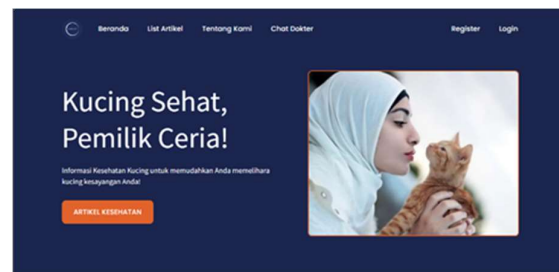 Beranda List Artikel Tentang Kami Chat Dokter Register Login
Kucing Sehat,
Pemilik Ceria!
Informasi Kesehatan Kucing untuk memudahkan Anda memelihara
kucing kesayangan Anda!
ARTIKEL KESEHATAN